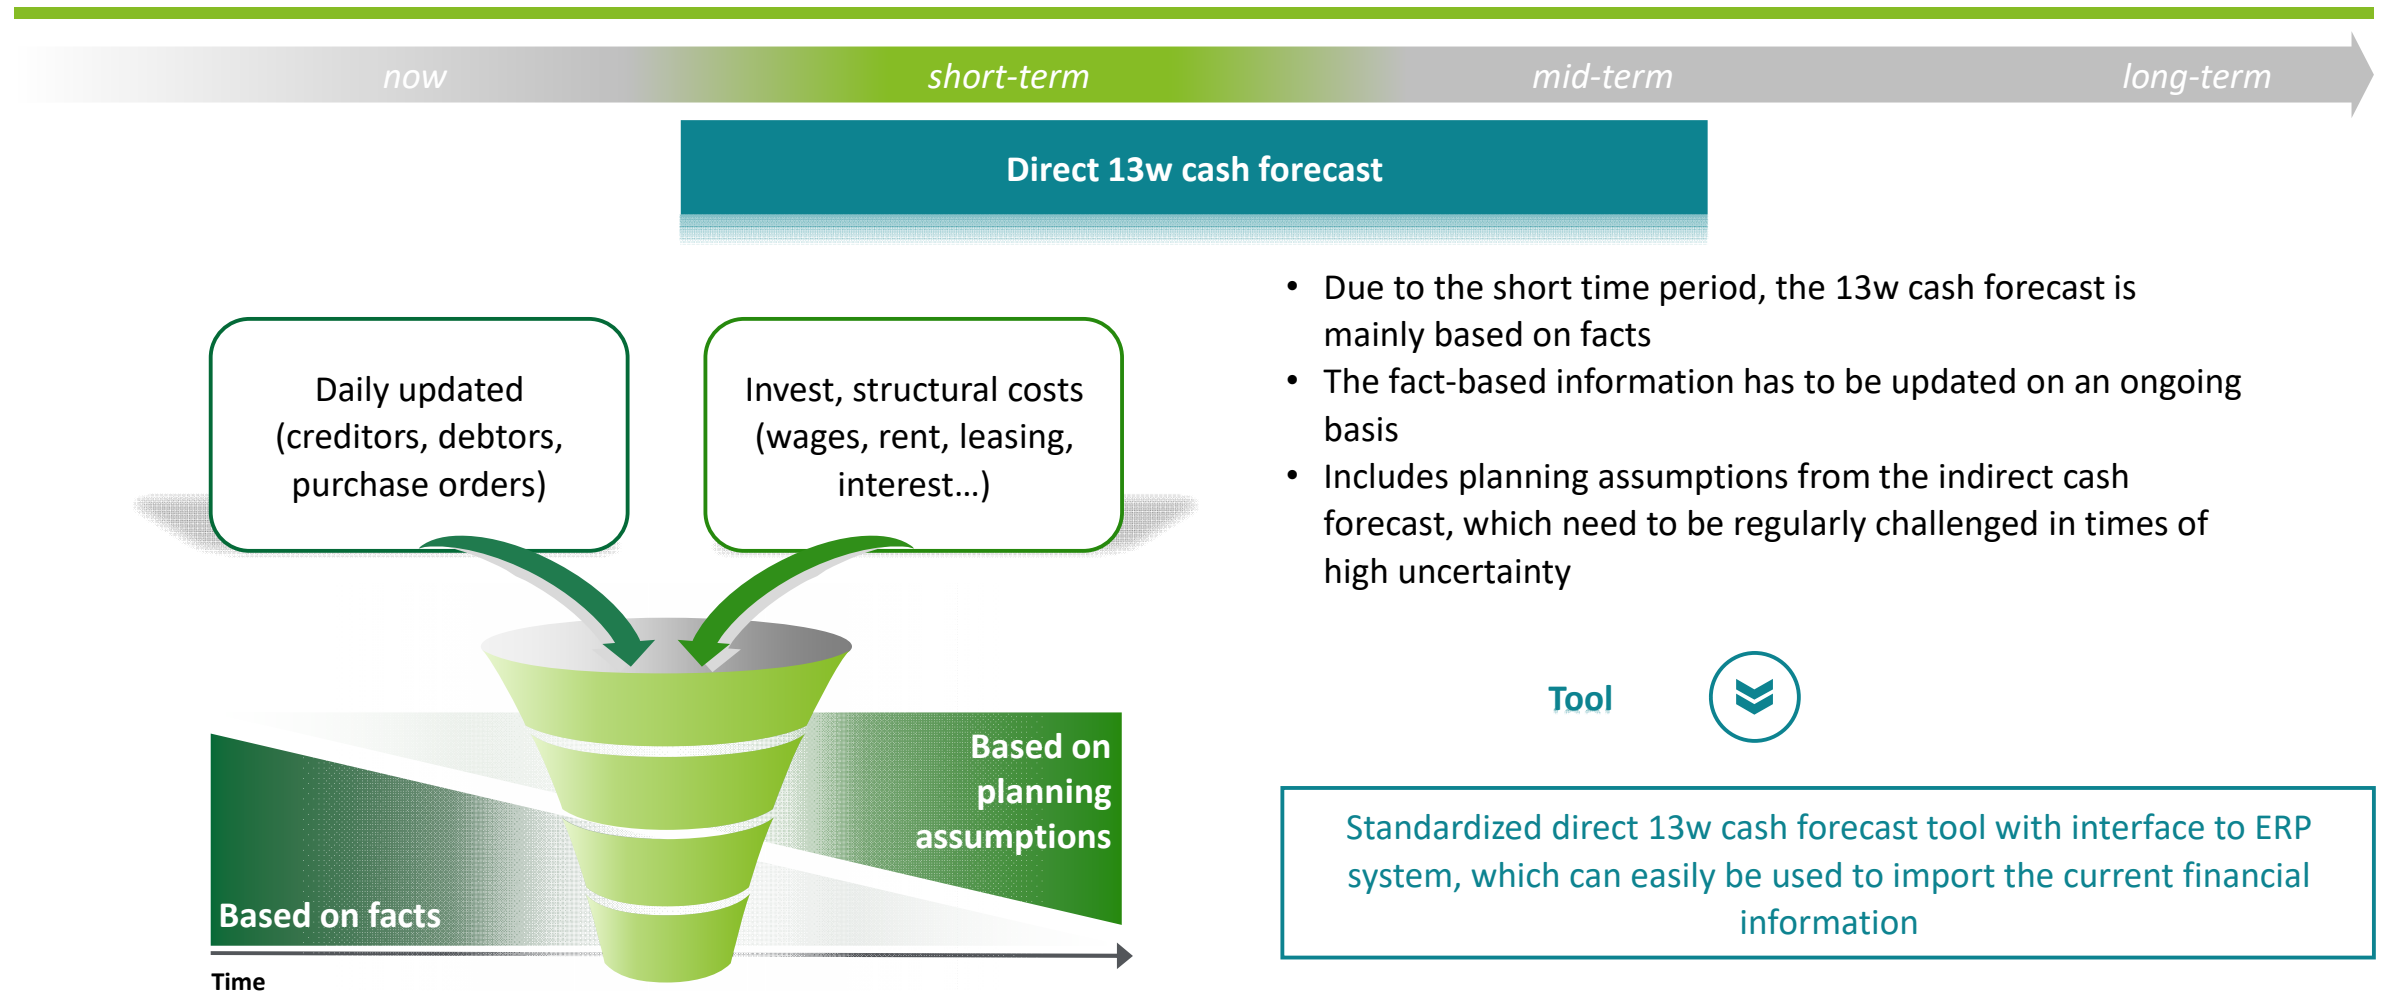 now
short-term
mid-term
long-term
Direct 13w cash forecast
Daily updated
(creditors, debtors,
purchase orders)
Invest, structural costs
(wages, rent, leasing,
interest…)
Based on
planning
assumptions
Based on facts
Time
• Due to the short time period, the 13w cash forecast is
mainly based on facts
• The fact-based information has to be updated on an ongoing
basis
• Includes planning assumptions from the indirect cash
forecast, which need to be regularly challenged in times of
high uncertainty
Tool
Standardized direct 13w cash forecast tool with interface to ERP
system, which can easily be used to import the current financial
information